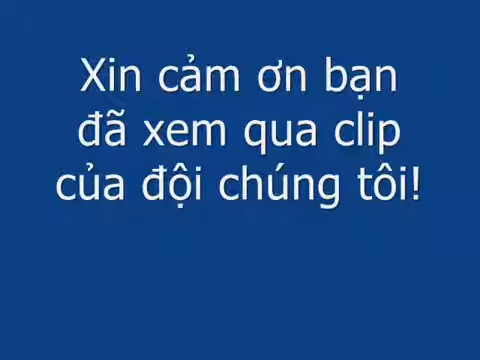 Xin cảm ơn bạn
đã xem qua clip
của đội chúng tôi!